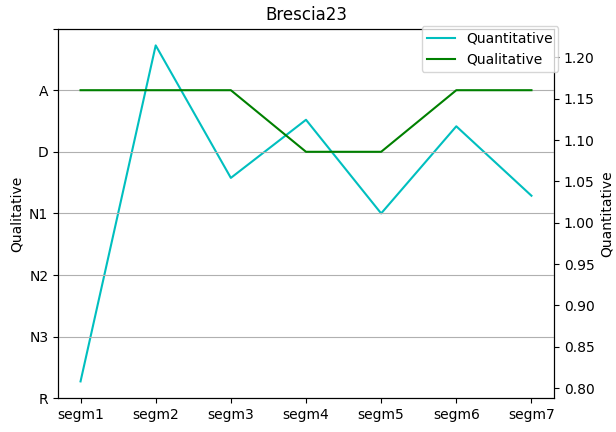 Brescia23
Quantitative
Qualitative
A
D
N1
N2
N3
R
Qualitative
1.20
1.15
1.10
1.05
1.00
0.95
0.90
0.85
0.80
Quantitative
segm1 segm2 segm3 segm4 segm5 segm6 segm7